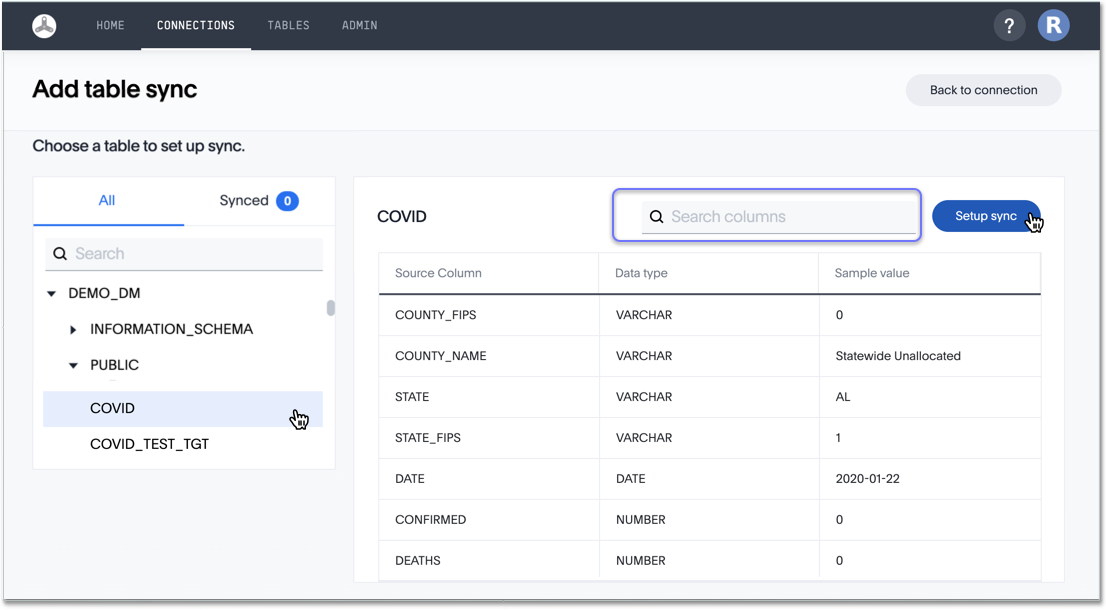 HOME CONNECTIONS TABLES ADMIN ? R
Add table sync
Back to connection
Choose a table to set up sync.
All Synced 0
Search
DEMO_DM
INFORMATION_SCHEMA
PUBLIC
COVID
COVID_TEST_TGT
COVID Search columns Setup sync
Source Column Data type Sample value
COUNTY_FIPS VARCHAR 0
COUNTY_NAME VARCHAR Statewide Unallocated
STATE VARCHAR AL
STATE_FIPS VARCHAR 1
DATE DATE 2020-01-22
CONFIRMED NUMBER 0
DEATHS NUMBER 0